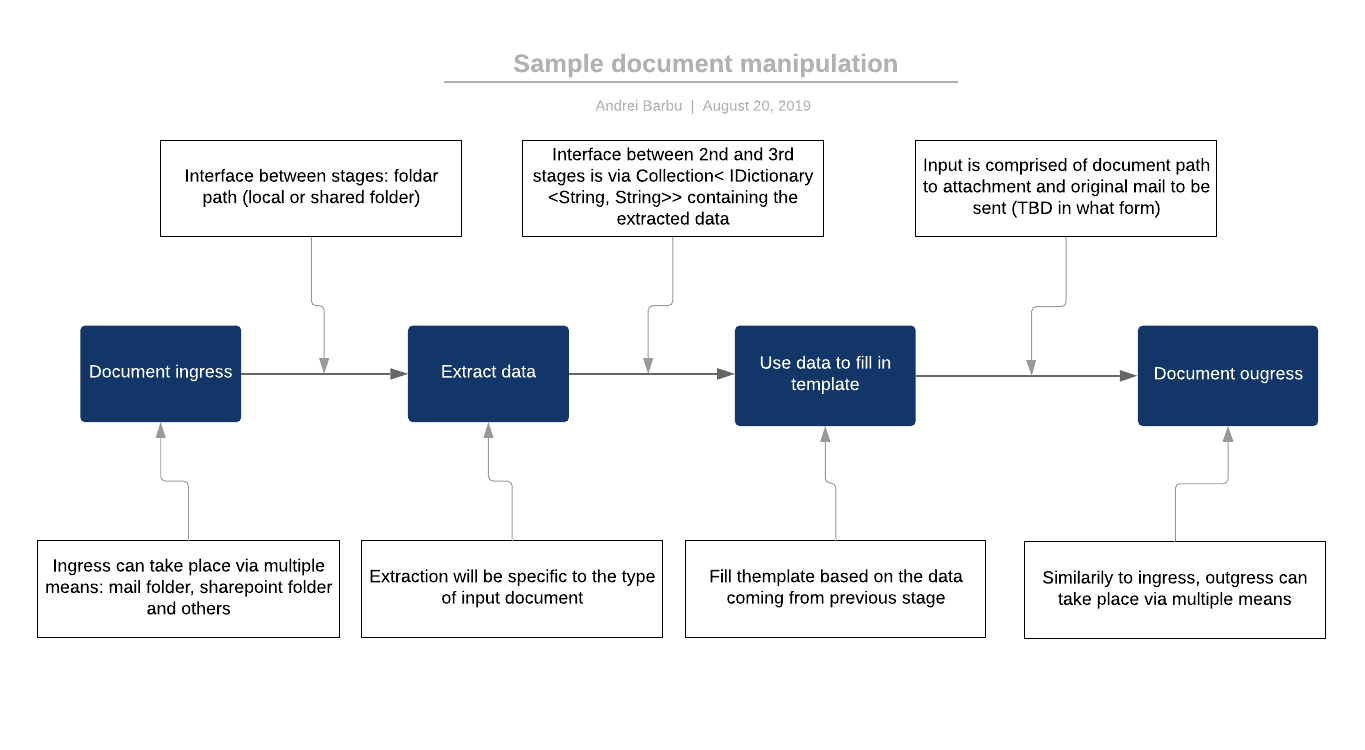 Sample document manipulation
Andrei Barbu | August 20, 2019
Interface between stages: foldar
path (local or shared folder)
Interface between 2nd and 3rd
stages is via Collection< IDictionary
<String, String>> containing the
extracted data
Input is comprised of document path
to attachment and original mail to be
sent (TBD in what form)
Document ingress
Extract data
Use data to fill in
template
Document ougress
Ingress can take place via multiple
means: mail folder, sharepoint folder
and others
Extraction will be specific to the type
of input document
Fill themplate based on the data
coming from previous stage
Similarily to ingress, outgress can
take place via multiple means